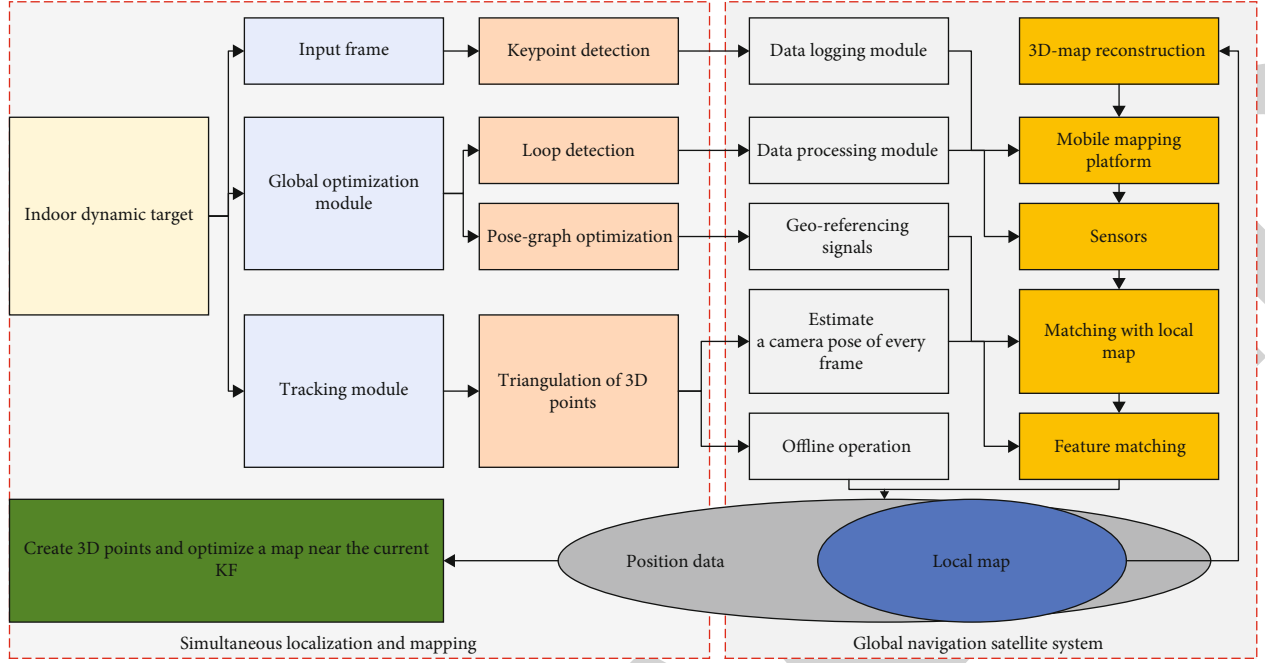 Input frame
Keypoint detection
Data logging module
3D-map reconstruction
Indoor dynamic target
Global optimization
module
Loop detection
Pose-graph optimization
Data processing module
Geo-referencing
signals
Mobile mapping
platform
Sensors
Tracking module
Triangulation of 3D
points
Estimate
a camera pose of every
frame
Offline operation
Matching with local
map
Feature matching
Create 3D points and optimize a map near the current
KF
Position data
Local map
Simultaneous localization and mapping
Global navigation satellite system